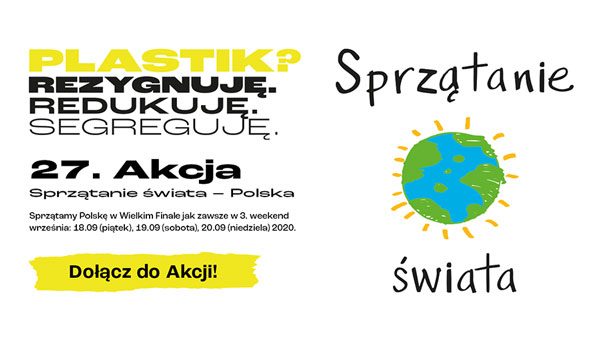 PLASTIK?
REZYGNUJĘ.
REDUKUJĘ.
SEGREGUJĘ.
27. Akcja
Sprzątanie świata – Polska
Sprzątamy Polskę w Wielkim Finale jak zawsze w 3. weekend
września: 18.09 (piątek), 19.09 (sobota), 20.09 (niedziela) 2020.
Dołącz do Akcji!
Sprzątanie
świata